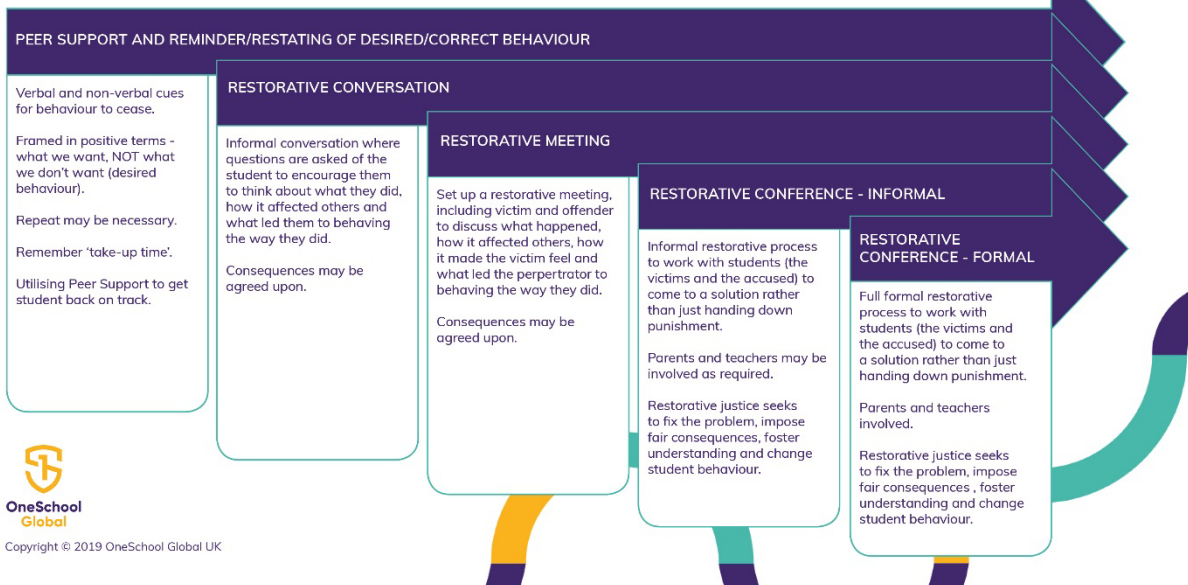 PEER SUPPORT AND REMINDER/RESTATING OF DESIRED/CORRECT BEHAVIOUR
Verbal and non-verbal cues
for behaviour to cease.
Framed in positive terms -
what we want, NOT what
we don't want (desired
behaviour).
Repeat may be necessary.
Remember 'take-up time'.
Utilising Peer Support to get
student back on track.
RESTORATIVE CONVERSATION
Informal conversation where
questions are asked of the
student to encourage them
to think about what they did,
how it affected others and
what led them to behaving
the way they did.
Consequences may be
agreed upon.
RESTORATIVE MEETING
Set up a restorative meeting,
including victim and offender
to discuss what happened,
how it affected others, how
it made the victim feel and
what led the perpertrator to
behaving the way they did.
Consequences may be
agreed upon.
RESTORATIVE CONFERENCE - INFORMAL
Informal restorative process
to work with students (the
victims and the accused) to
come to a solution rather
than just handing down
punishment.
Parents and teachers may be
involved as required.
Restorative justice seeks
to fix the problem, impose
fair consequences, foster
understanding and change
student behaviour.
RESTORATIVE
CONFERENCE - FORMAL
Full formal restorative
process to work with
students (the victims and
the accused) to come to
a solution rather than just
handing down punishment.
Parents and teachers
involved.
Restorative justice seeks
to fix the problem, impose
fair consequences , foster
understanding and change
student behaviour.
OneSchool
Global
Copyright © 2019 OneSchool Global UK